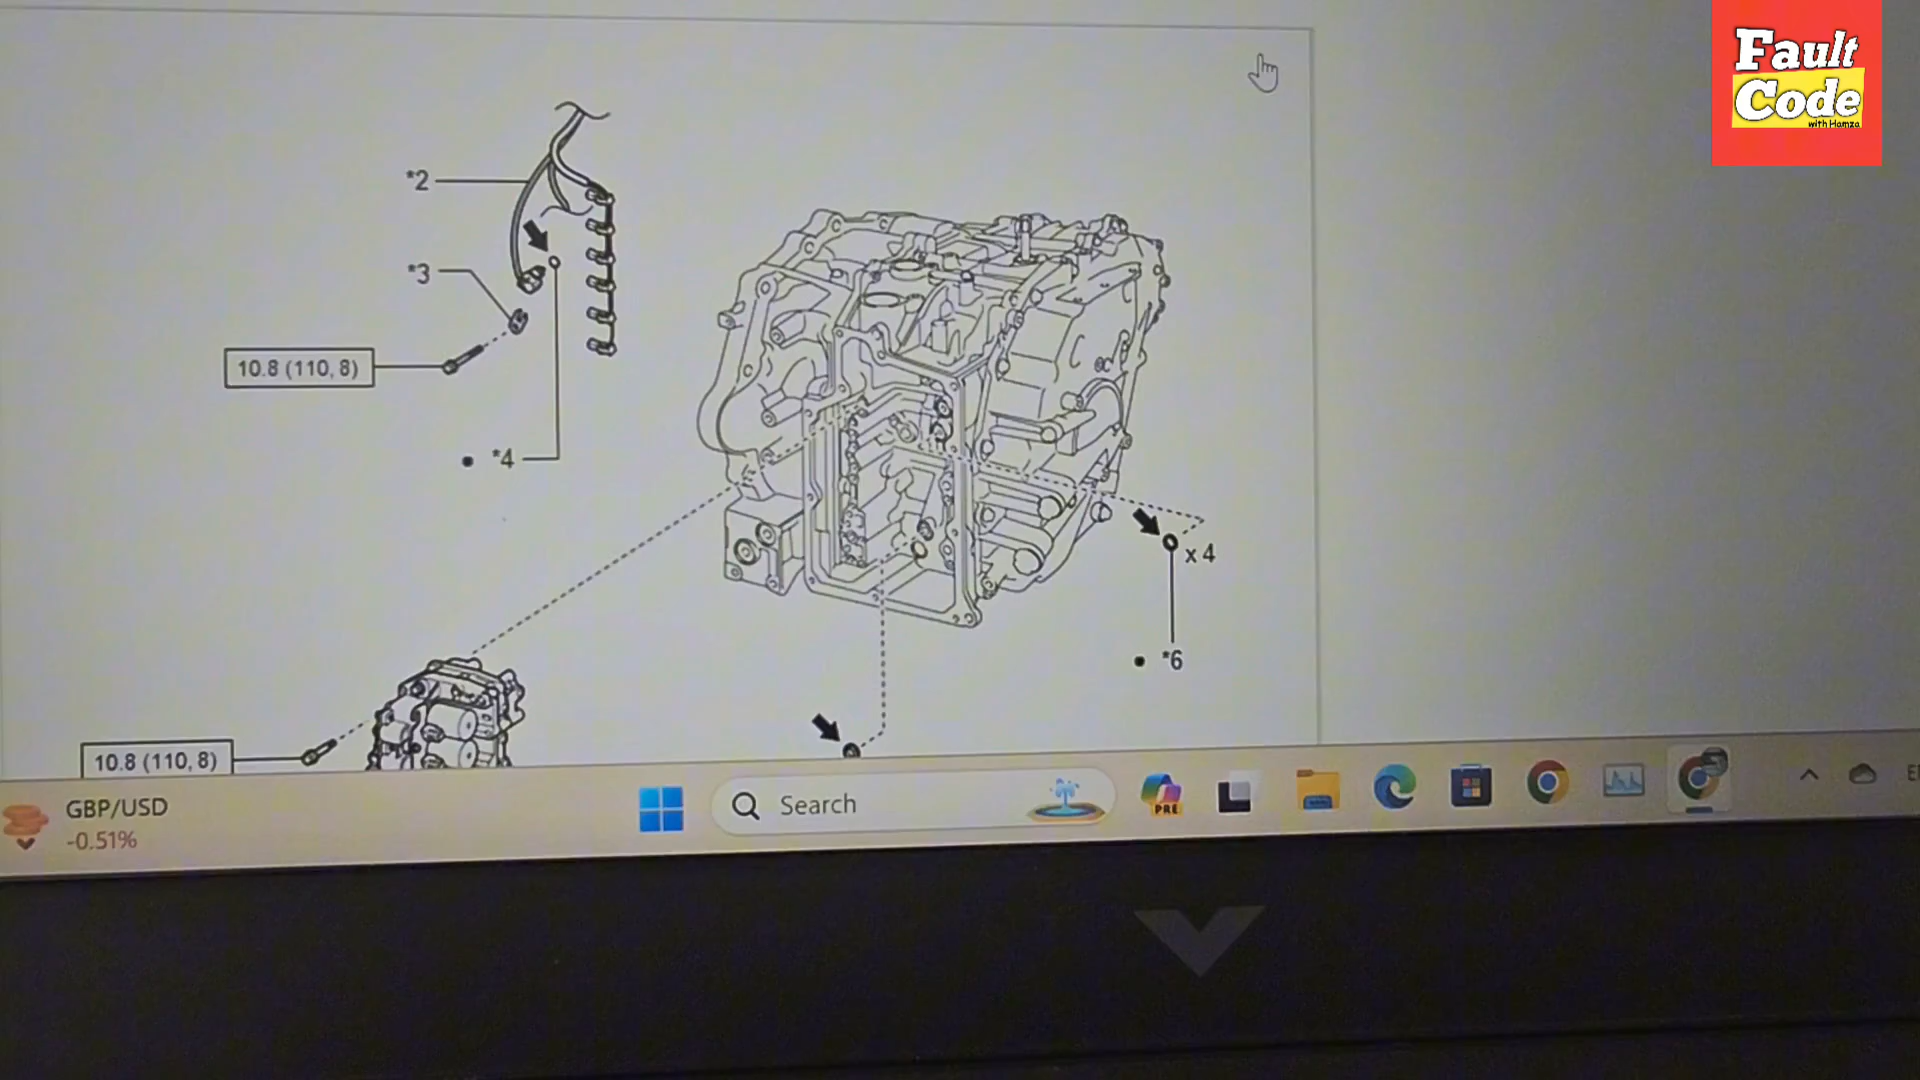 Fault
Code
with Hamza
*2
*3
10.8 (110, 8)
*4
x 4
*6
10.8 (110, 8)
GBP/USD
-0.51%
Search
PRE